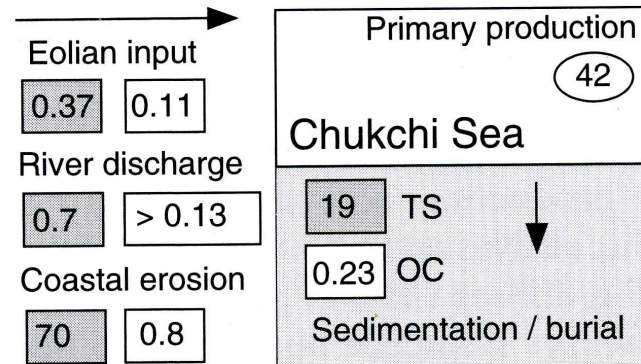 Eolian input
0.37 0.11
River discharge
0.7 > 0.13
Coastal erosion
70 0.8
Primary production
42
Chukchi Sea
19 TS
0.23 OC
Sedimentation / burial